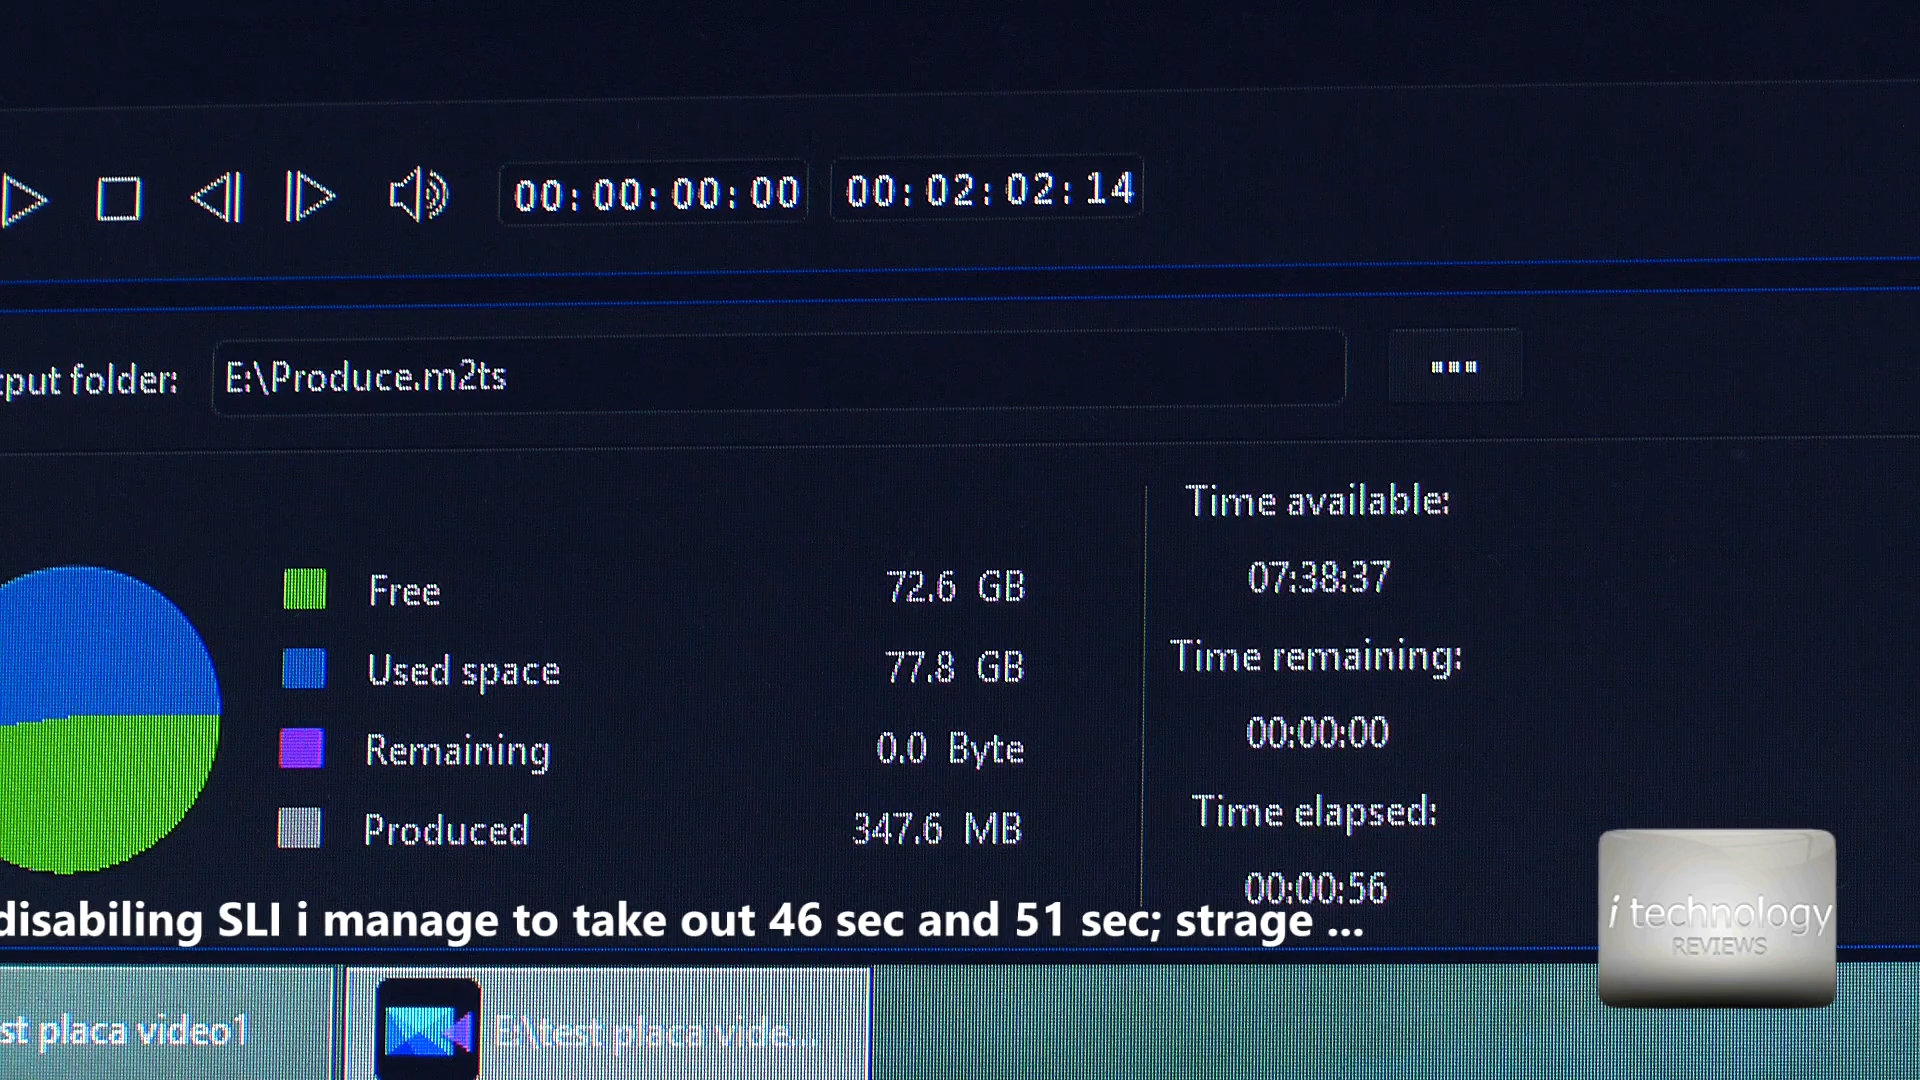 00:00:00:00 00:02:02:14
tput folder: E:\Produce.m2ts ...
Time available:
07:38:37
Free 72.6 GB
Used space 77.8 GB
Time remaining:
00:00:00
Remaining 0.0 Byte
Produced 347.6 MB
Time elapsed:
00:00:56
disabiling SLI i manage to take out 46 sec and 51 sec; strage ...
i technology
REVIEWS
st placa video1
E:\test placa vide...